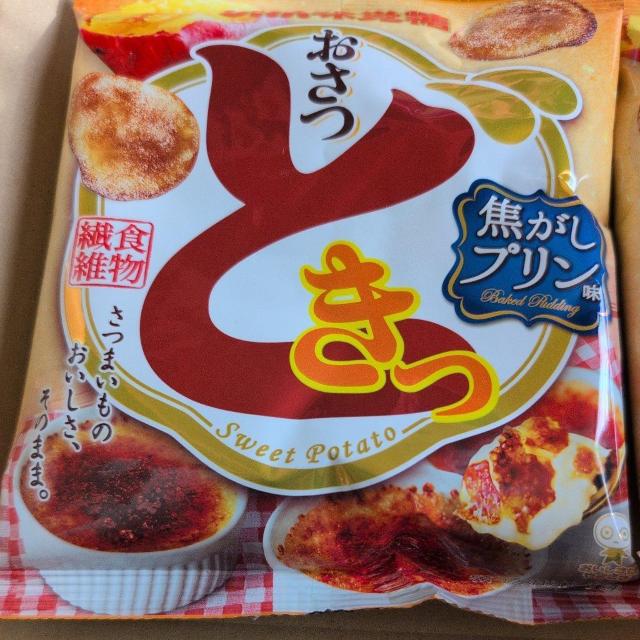 おさつ
どきっ
焦がし
プリン味
Baked Pudding
食物
繊維
さつまいもの
おいしさ、
そのまま。
Sweet Potato